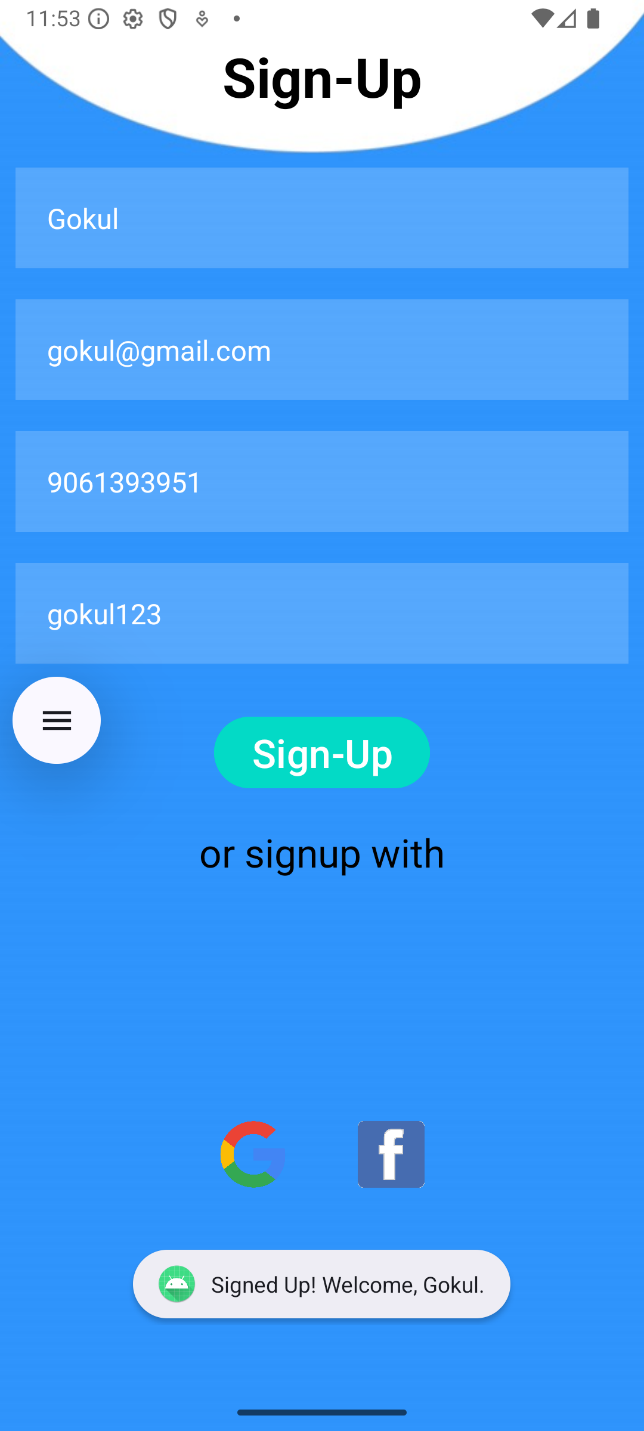 11:53
Sign-Up
Gokul
gokul@gmail.com
9061393951
gokul123
Sign-Up
or signup with
Signed Up! Welcome, Gokul.